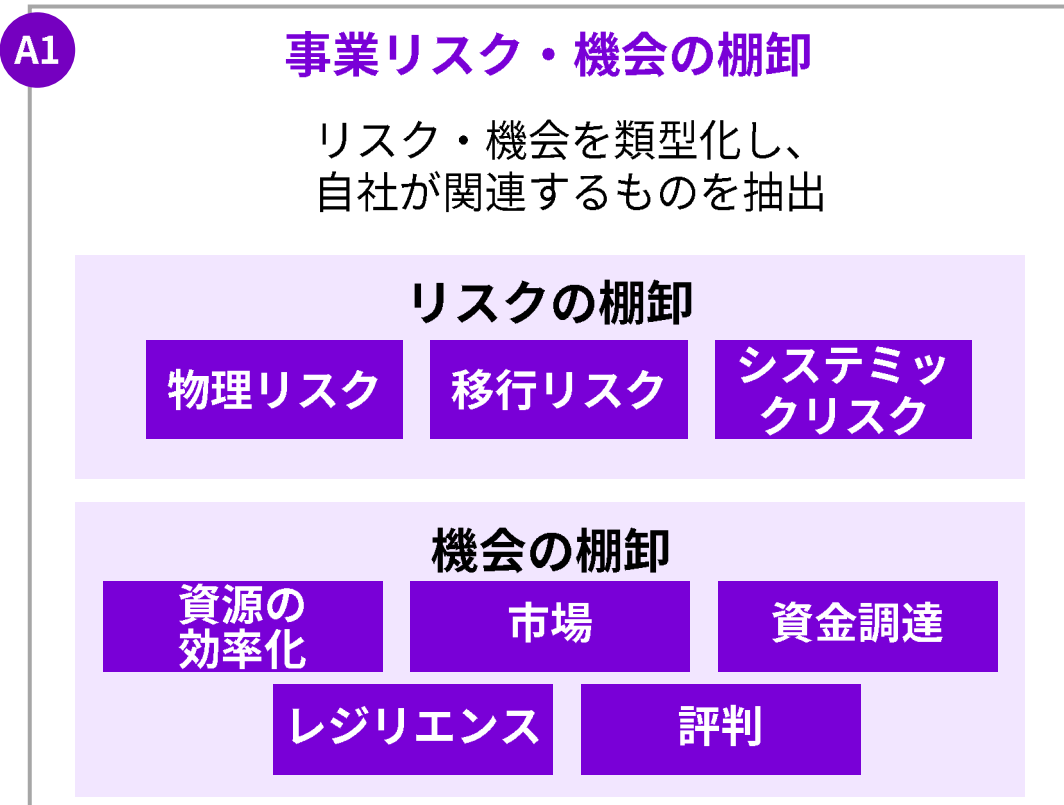 A1
事業リスク・機会の棚卸
リスク・機会を類型化し、
自社が関連するものを抽出
リスクの棚卸
物理リスク
移行リスク
システミッ
クリスク
機会の棚卸
資源の
効率化
市場
資金調達
レジリエンス
評判